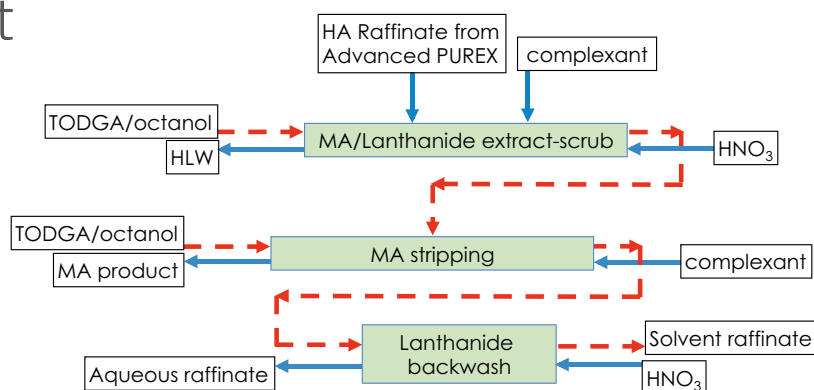 t
HA Raffinate from
Advanced PUREX
complexant
TODGA/octanol
MA/Lanthanide extract-scrub
HLW
HNO₃
TODGA/octanol
MA stripping
MA product
complexant
Lanthanide
backwash
Solvent raffinate
Aqueous raffinate
HNO₃